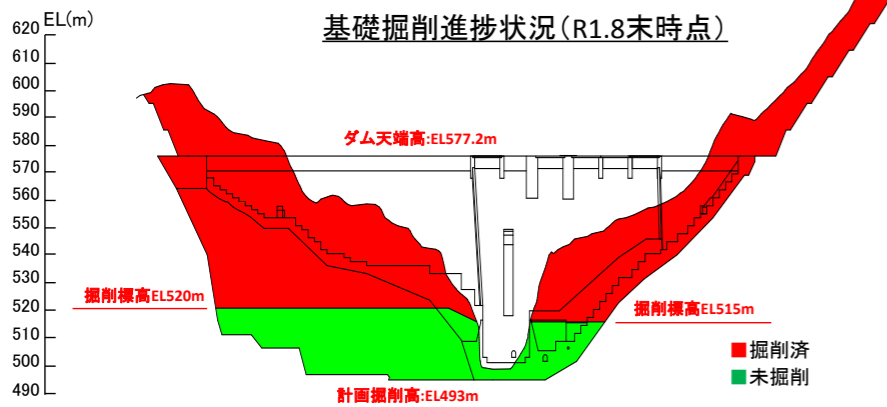 基礎掘削進捗状況(R1.8末時点)
EL(m)
620
610
600
590
580
570
560
550
540
530
520
510
500
490
ダム天端高:EL577.2m
掘削標高EL520m
掘削標高EL515m
計画掘削高:EL493m
掘削済
未掘削